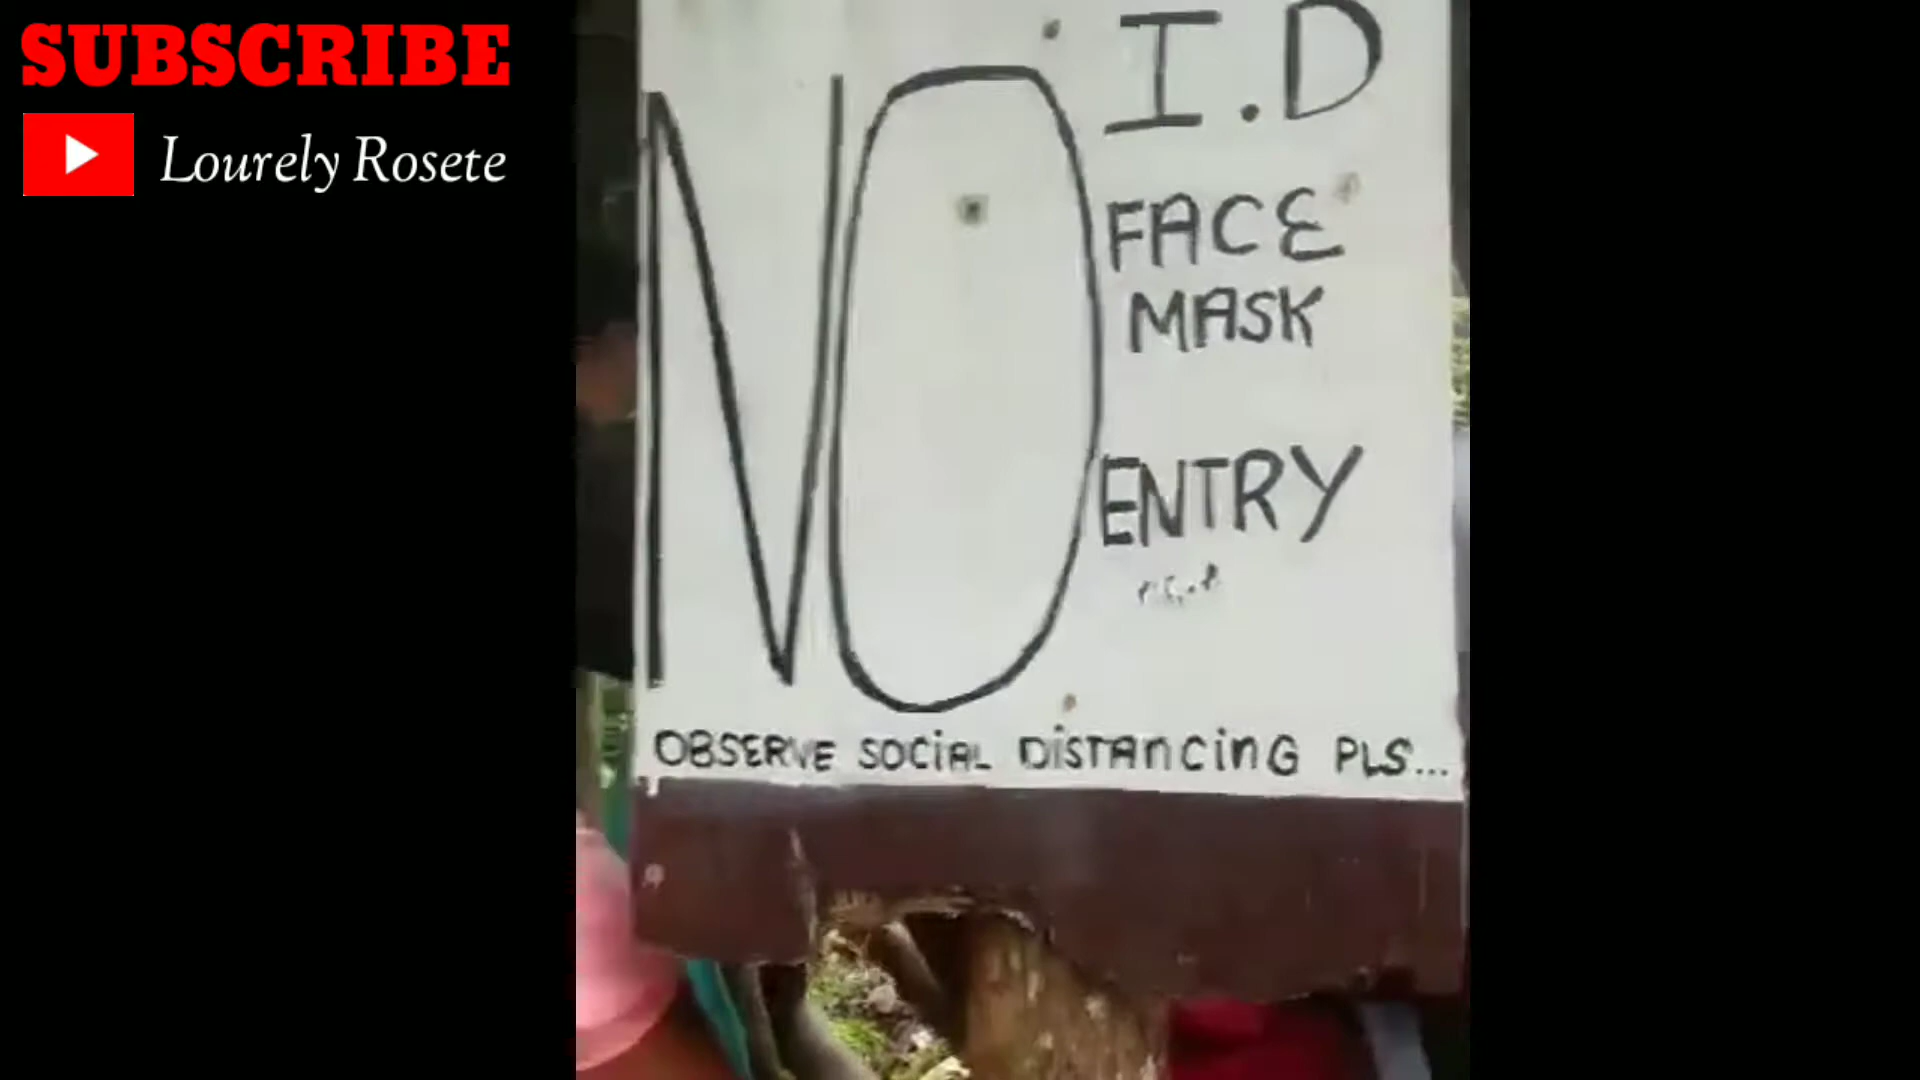 SUBSCRIBE
Lourely Rosete
NO
I.D
FACE
MASK
ENTRY
OBSERVE SOCiAL DiSTAnCinG PLS...